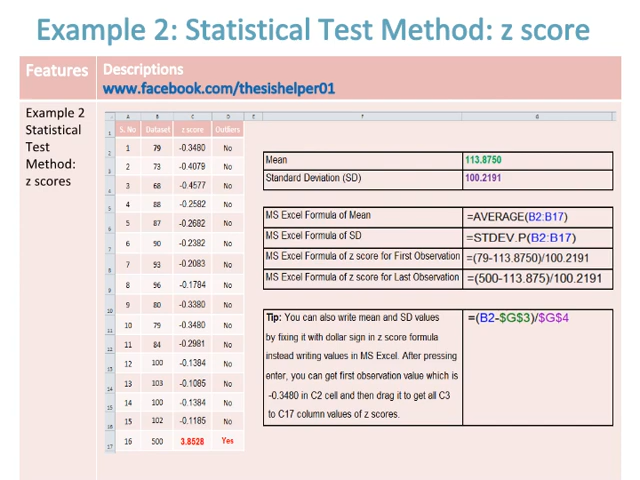 Example 2: Statistical Test Method: z score
Features
Descriptions
www.facebook.com/thesishelper01
Example 2
Statistical
Test
Method:
z scores
A B C D E F G
1 S. No Dataset z score Outliers
2 1 79 -0.3480 No
3 2 73 -0.4079 No
4 3 68 -0.4577 No
5 4 88 -0.2582 No
6 5 87 -0.2682 No
7 6 90 -0.2382 No
8 7 93 -0.2083 No
9 8 96 -0.1784 No
10 9 80 -0.3380 No
11 10 79 -0.3480 No
12 11 84 -0.2981 No
13 12 100 -0.1384 No
14 13 103 -0.1085 No
15 14 100 -0.1384 No
16 15 102 -0.1185 No
17 16 500 3.8528 Yes
Mean 113.8750
Standard Deviation (SD) 100.2191
MS Excel Formula of Mean =AVERAGE(B2:B17)
MS Excel Formula of SD =STDEV.P(B2:B17)
MS Excel Formula of z score for First Observation =(79-113.8750)/100.2191
MS Excel Formula of z score for Last Observation =(500-113.875)/100.2191
Tip: You can also write mean and SD values
by fixing it with dollar sign in z score formula
instead writing values in MS Excel. After pressing
enter, you can get first observation value which is
-0.3480 in C2 cell and then drag it to get all C3
to C17 column values of z scores.
=(B2-$G$3)/$G$4